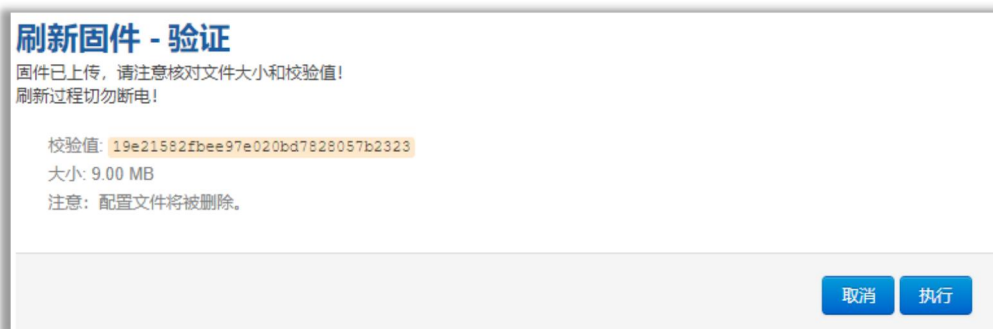 刷新固件 - 验证
固件已上传，请注意核对文件大小和校验值！
刷新过程切勿断电！
校验值: 19e21582fbee97e020bd7828057b2323
大小: 9.00 MB
注意：配置文件将被删除。
取消 执行